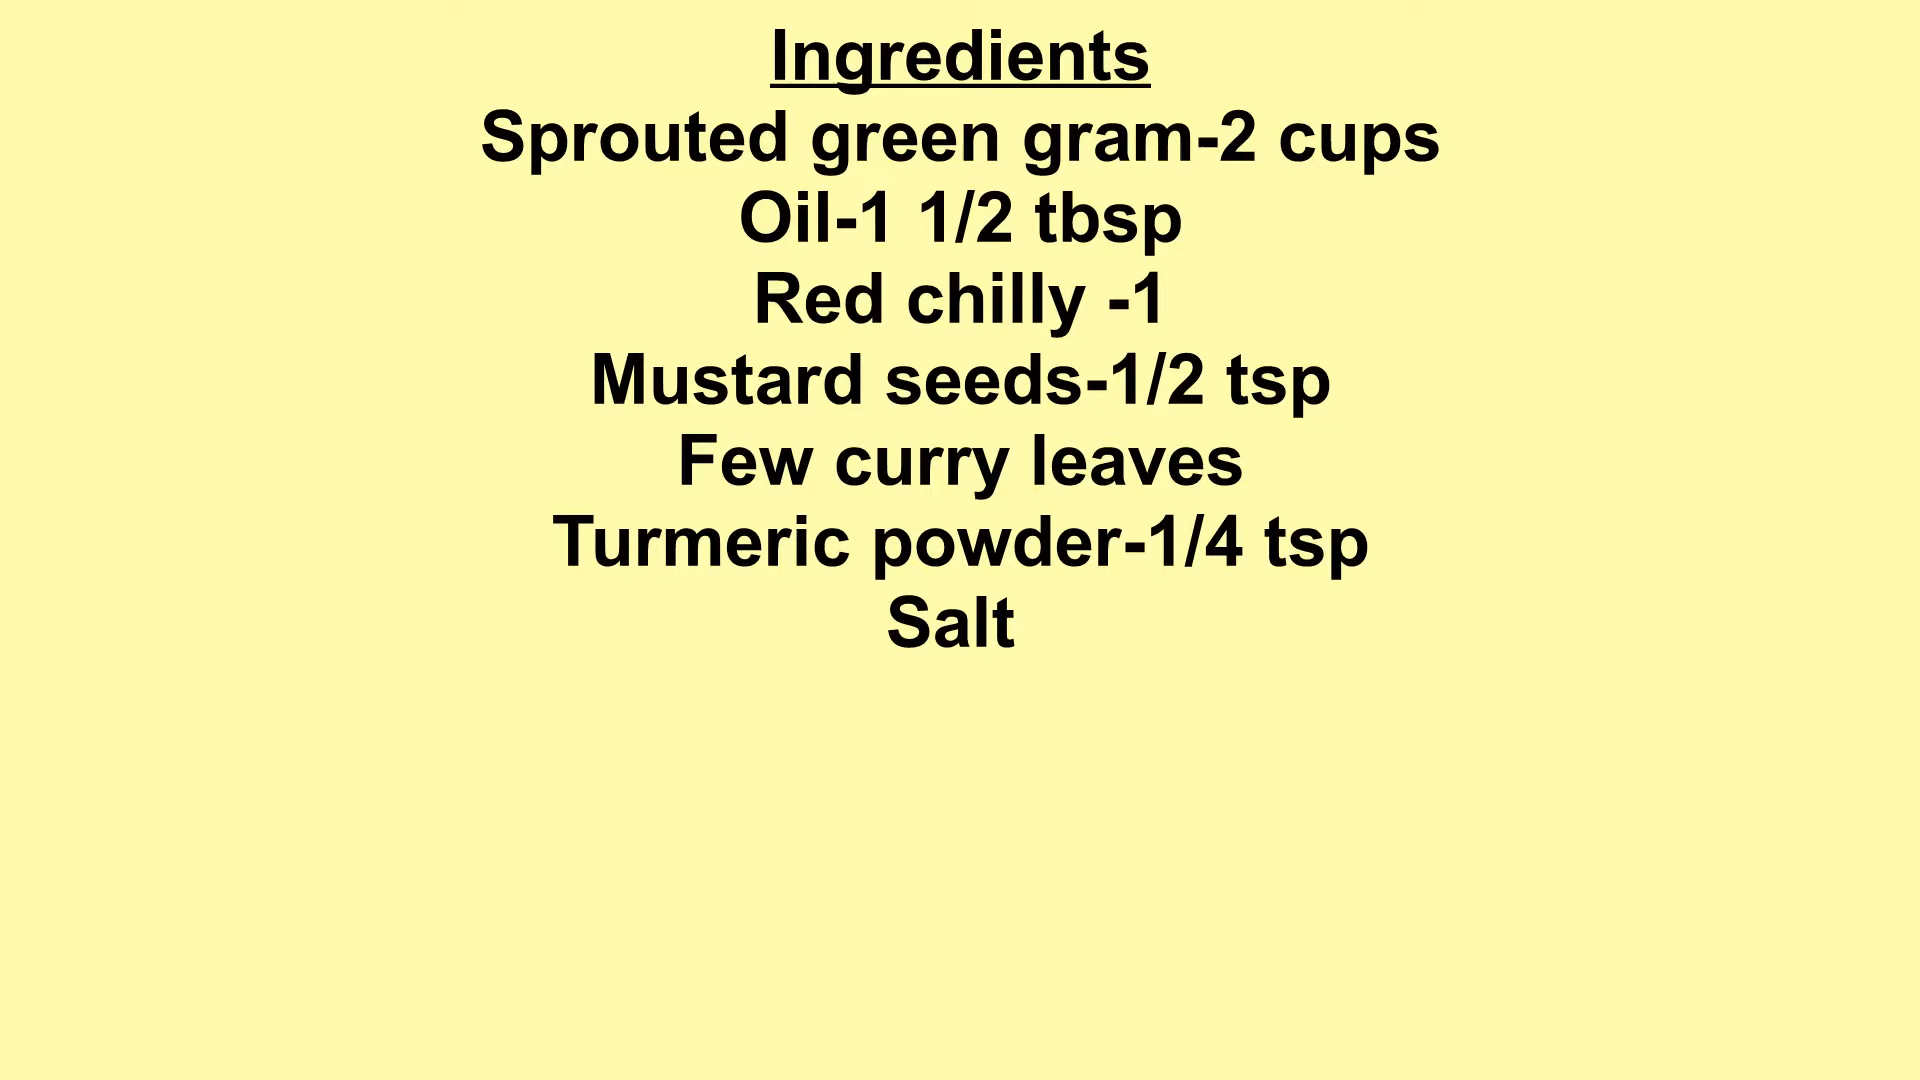 Ingredients
Sprouted green gram-2 cups
Oil-1 1/2 tbsp
Red chilly -1
Mustard seeds-1/2 tsp
Few curry leaves
Turmeric powder-1/4 tsp
Salt